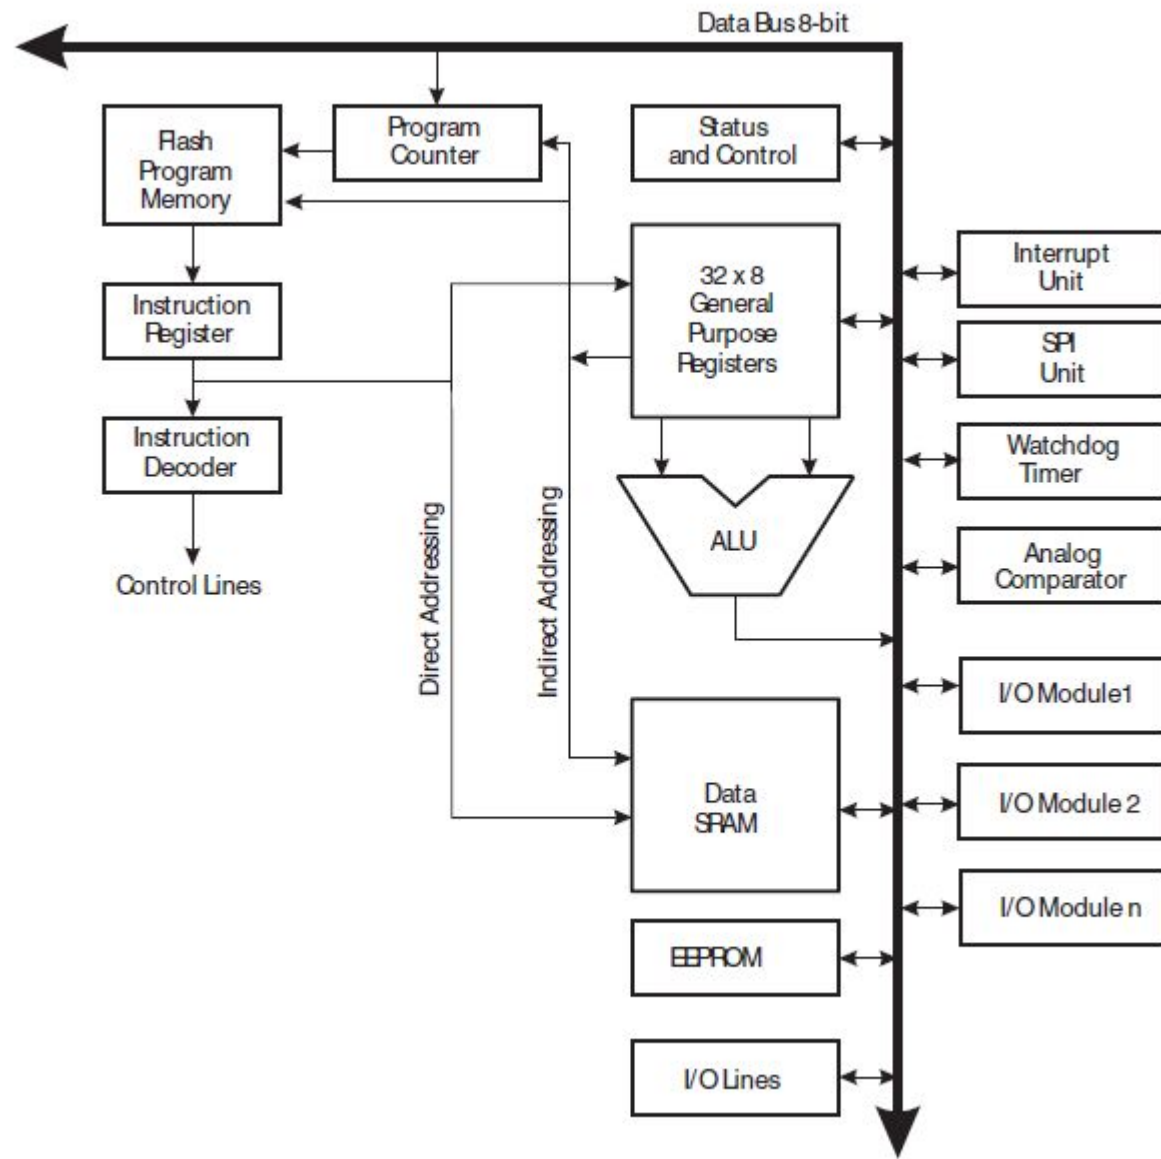 Data Bus 8-bit
Flash
Program
Memory
Program
Counter
Status
and Control
32 x 8
General
Purpose
Registers
Interrupt
Unit
Instruction
Register
SPI
Unit
Instruction
Decoder
Watchdog
Timer
Direct Addressing
Indirect Addressing
ALU
Analog
Comparator
Control Lines
I/O Module1
Data
SRAM
I/O Module 2
I/O Module n
EEPROM
I/O Lines